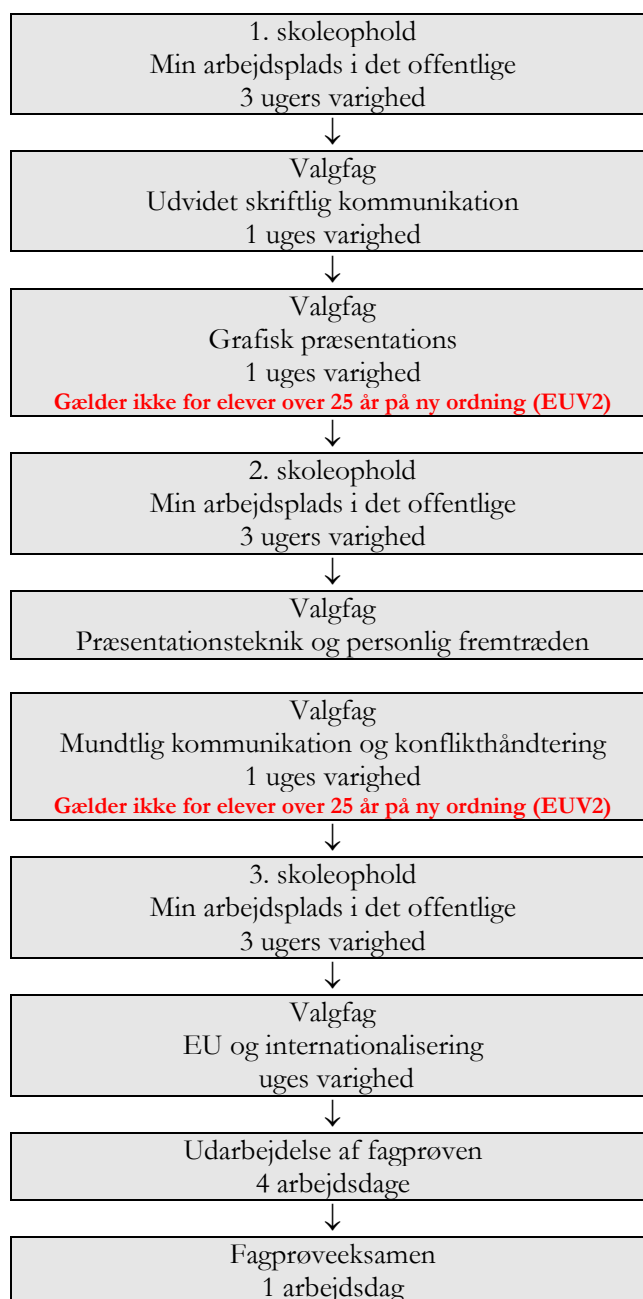 1. skoleophold
Min arbejdsplads i det offentlige
3 ugers varighed
↓
Valgfag
Udvidet skriftlig kommunikation
1 uges varighed
↓
Valgfag
Grafisk præsentations
1 uges varighed
Gælder ikke for elever over 25 år på ny ordning (EUV2)
↓
2. skoleophold
Min arbejdsplads i det offentlige
3 ugers varighed
↓
Valgfag
Præsentationsteknik og personlig fremtræden
Valgfag
Mundtlig kommunikation og konflikthåndtering
1 uges varighed
Gælder ikke for elever over 25 år på ny ordning (EUV2)
↓
3. skoleophold
Min arbejdsplads i det offentlige
3 ugers varighed
↓
Valgfag
EU og internationalisering
uges varighed
↓
Udarbejdelse af fagprøven
4 arbejdsdage
↓
Fagprøveeksamen
1 arbejdsdag